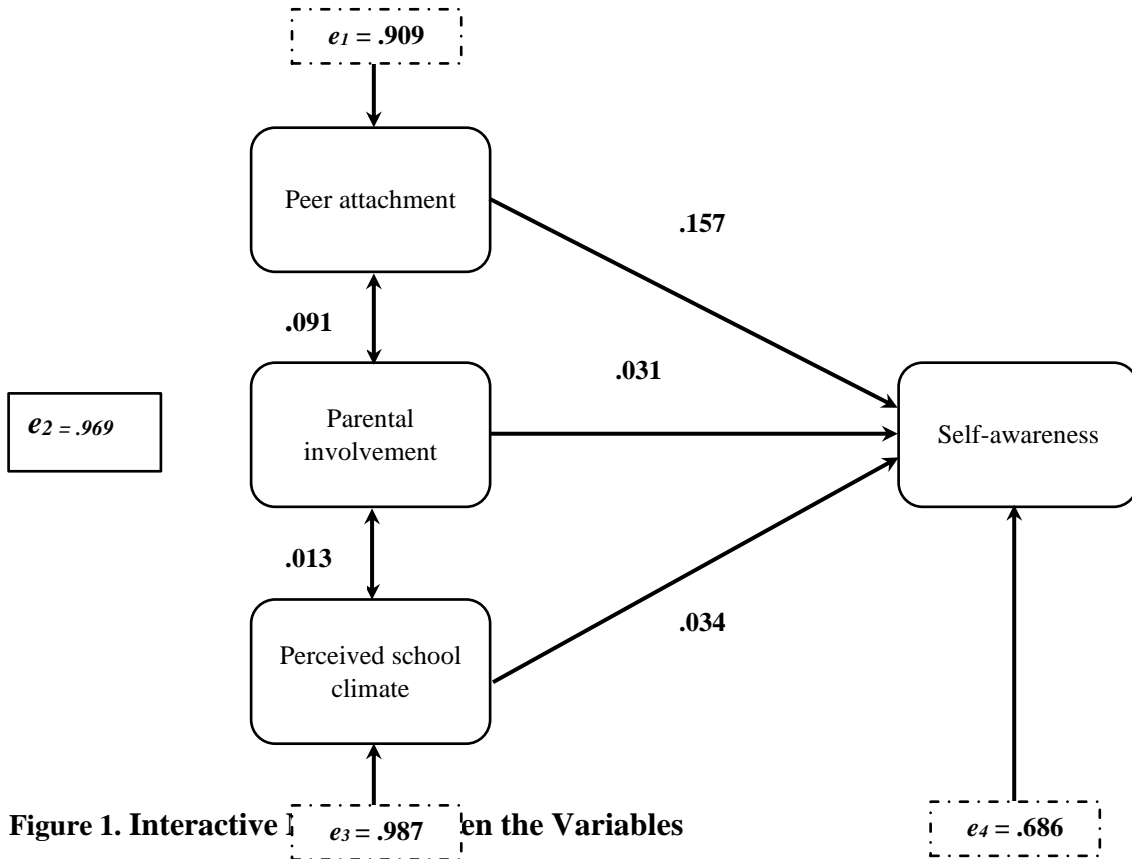 e1 = .909
Peer attachment
.157
.091
.031
e2 = .969
Parental
involvement
Self-awareness
.013
.034
Perceived school
climate
Figure 1. Interactive en the Variables
e3 = .987
e4 = .686